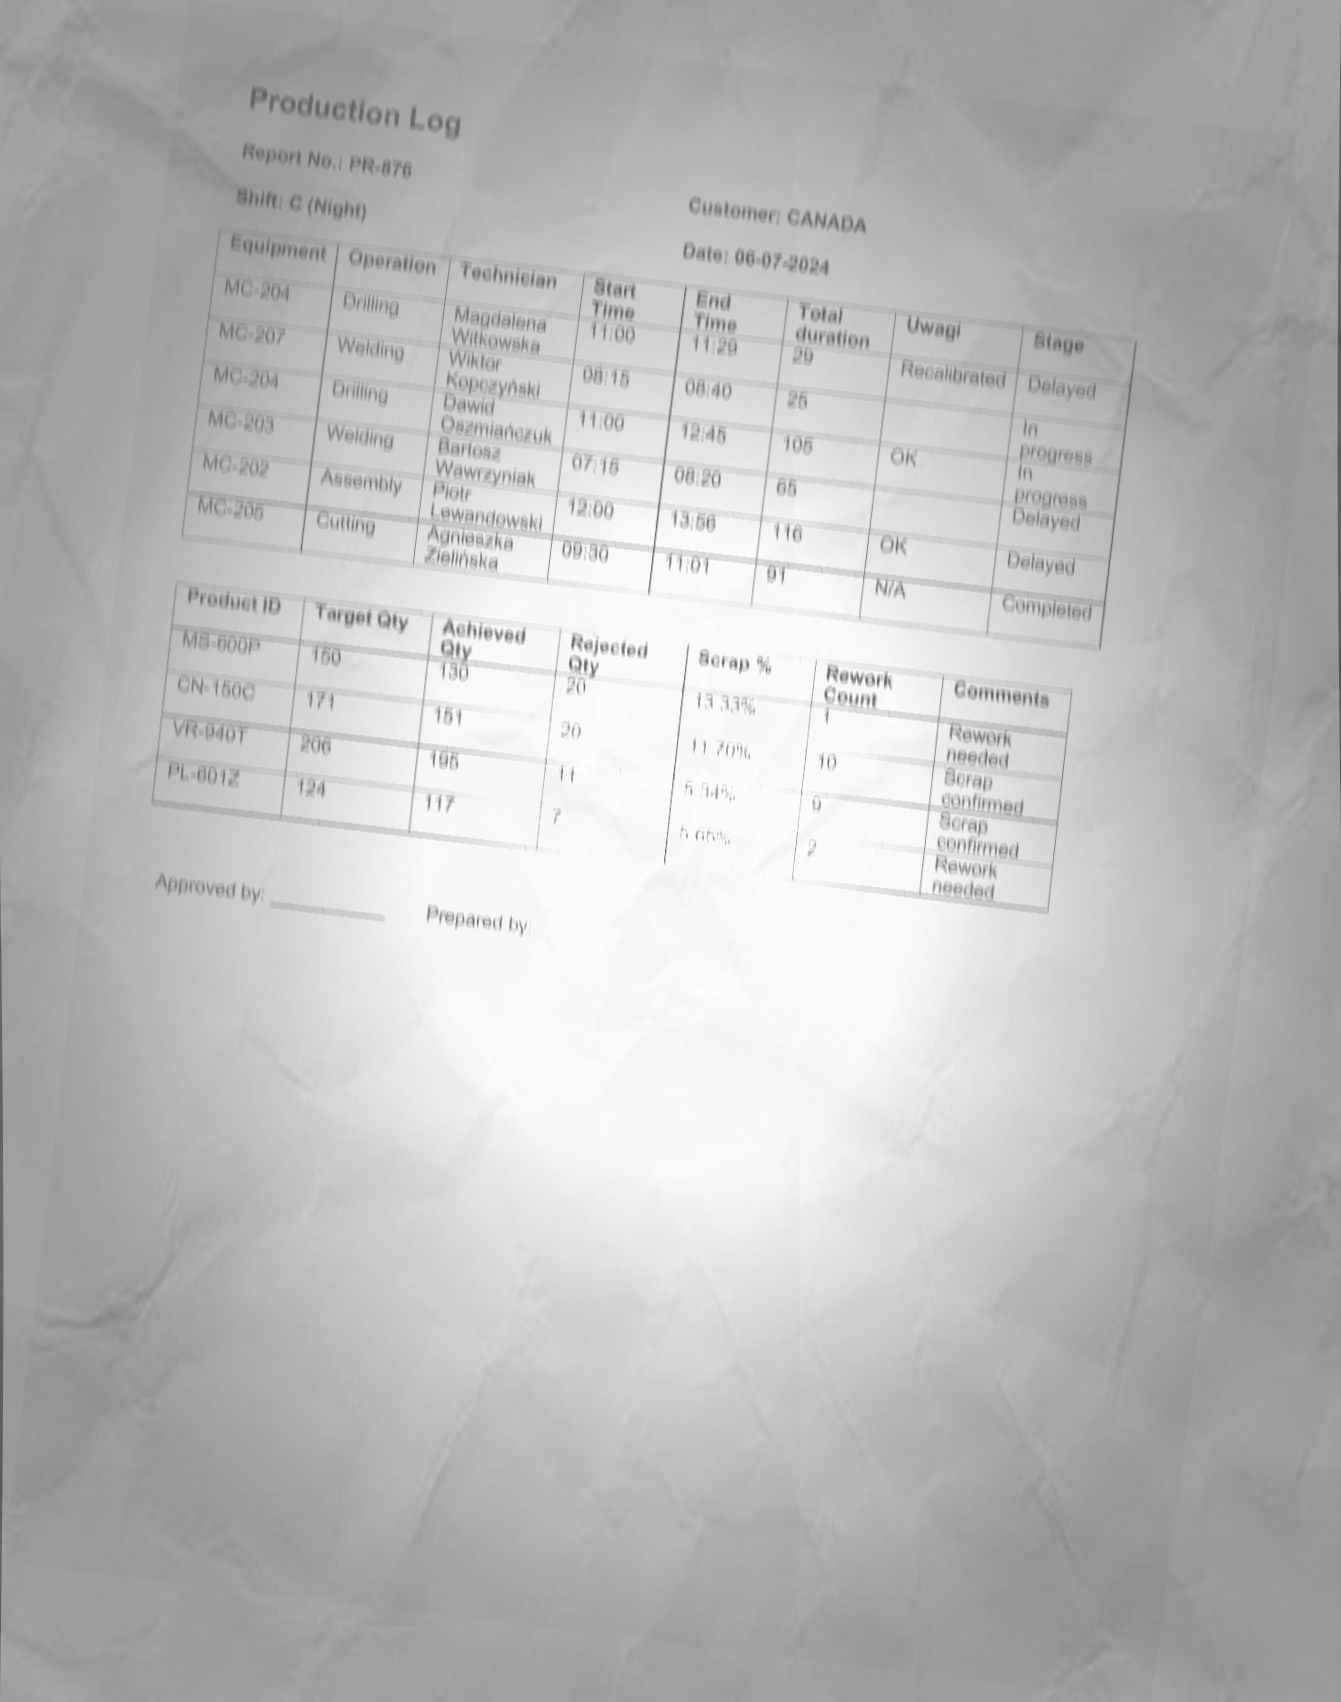 Production Log
Report No.: PR-876
Shift: C (Night)
Customer: CANADA
Date: 06-07-2024
Equipment Operation Technician Start Time End Time Total duration Uwagi Stage
MC-204 Drilling Magdalena Witkowska 11:00 11:29 29 Recalibrated Delayed
MC-207 Welding Wiktor Kopczyński 08:15 08:40 25 In progress
MC-204 Drilling Dawid Oszmiańczuk 11:00 12:45 105 OK In progress
MC-203 Welding Bartosz Wawrzyniak 07:15 08:20 65 Delayed
MC-202 Assembly Piotr Lewandowski 12:00 13:56 116 OK Delayed
MC-205 Cutting Agnieszka Zielińska 09:30 11:01 91 N/A Completed
Product ID Target Qty Achieved Qty Rejected Qty Scrap % Rework Count Comments
MS-600P 150 130 20 13.33% 1 Rework needed
CN-150C 171 151 20 11.70% 10 Scrap confirmed
VR-940T 206 195 11 5.34% Scrap confirmed
PL-601Z 124 117 7 5.65% 2 Rework needed
Approved by: ____________ Prepared by